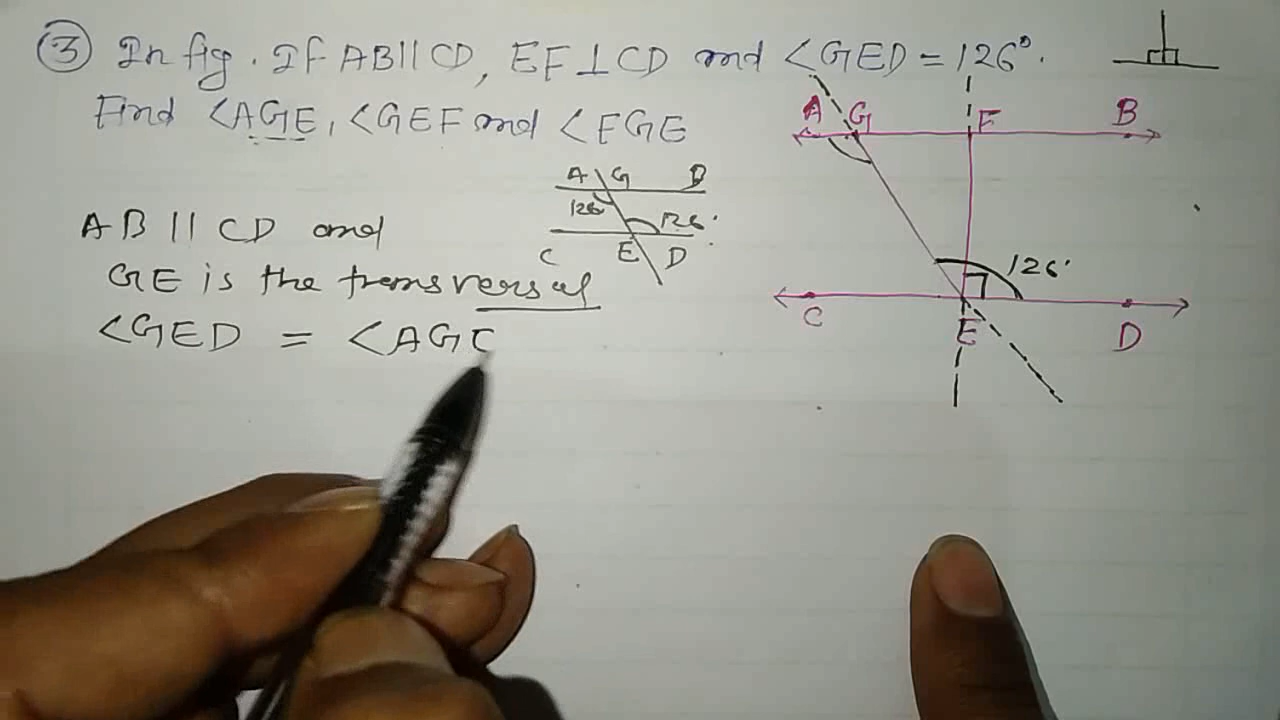 ③ In fig. If AB || CD, EF ⊥ CD and ∠GED = 126°.
Find ∠AGE, ∠GEF and ∠FGE
A G F B
126°
C E D
A G B
126
126°
C E D
AB || CD and
GE is the transversal
∠GED = ∠AGE